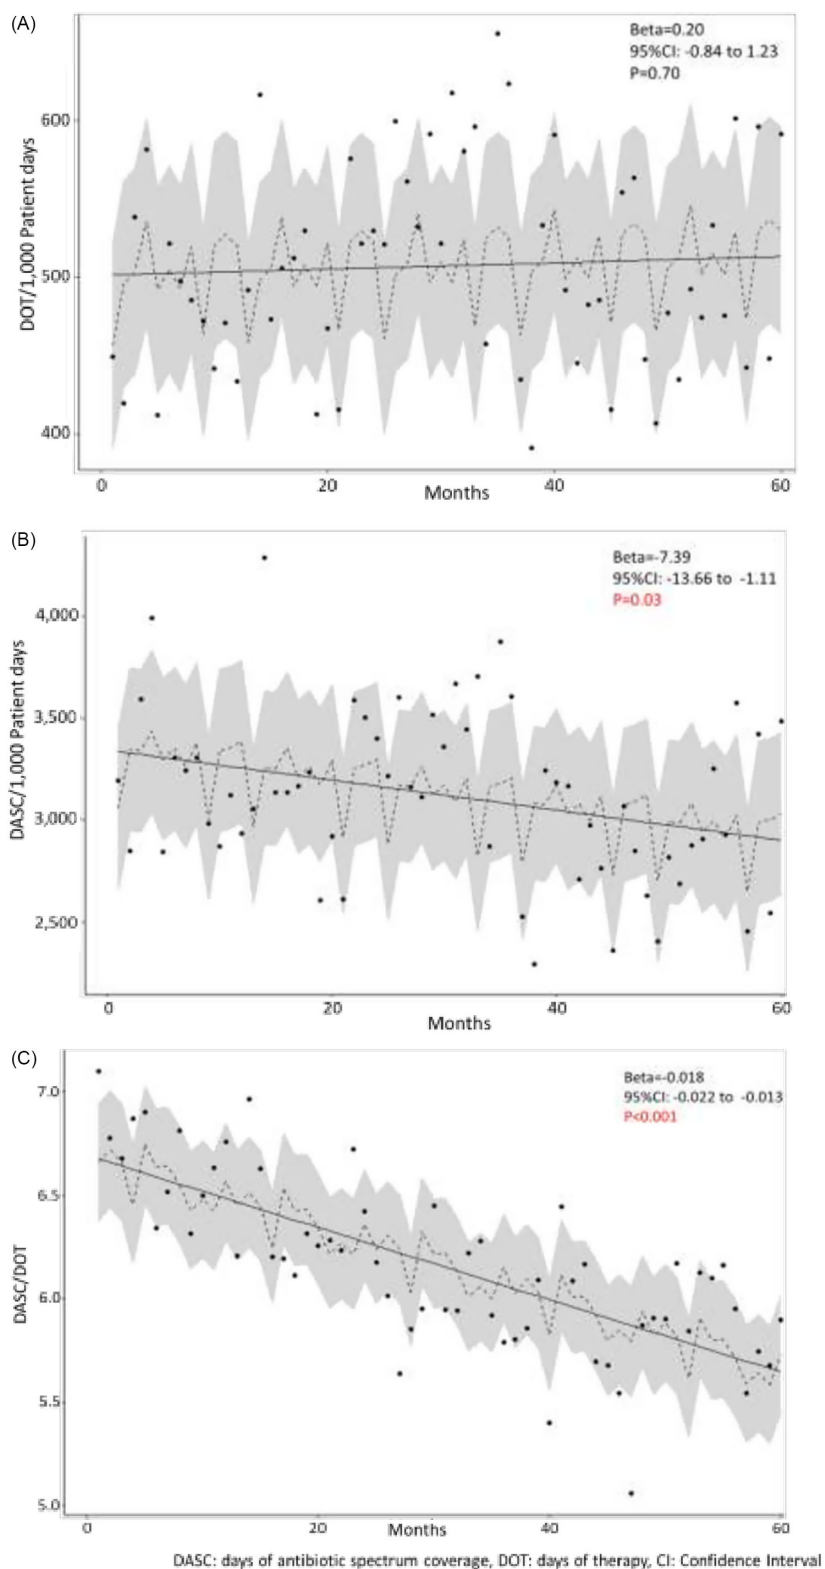 (A)
Beta=0.20
95%CI: -0.84 to 1.23
P=0.70
DOT/1,000 Patient days
600
500
400
0
20
40
60
Months
(B)
Beta=-7.39
95%CI: -13.66 to -1.11
P=0.03
DASC/1,000 Patient days
4,000
3,500
3,000
2,500
0
20
40
60
Months
(C)
Beta=-0.018
95%CI: -0.022 to -0.013
P<0.001
DASC/DOT
7.0
6.5
6.0
5.5
5.0
0
20
40
60
Months
DASC: days of antibiotic spectrum coverage, DOT: days of therapy, CI: Confidence Interval